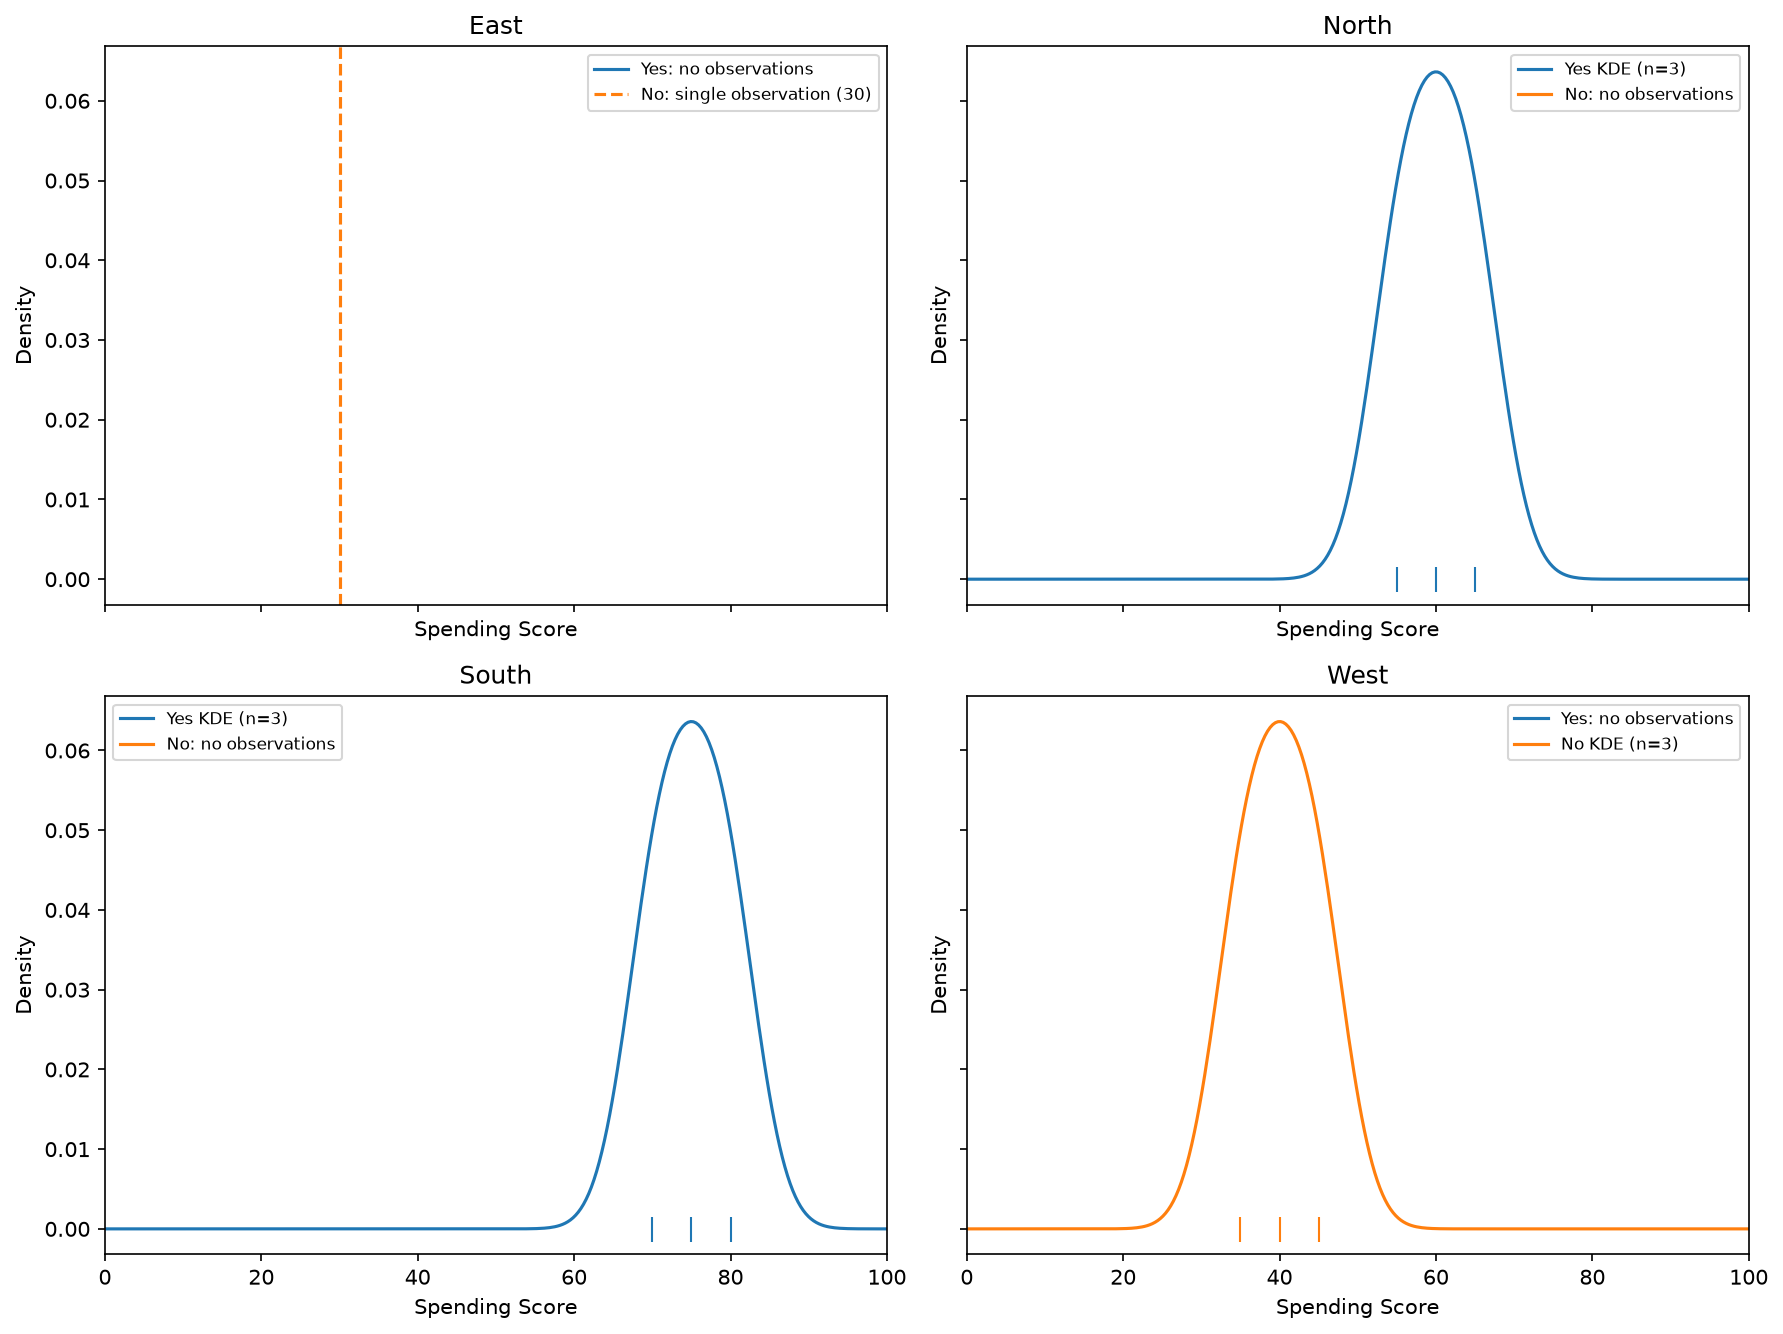 East
Yes: no observations
No: single observation (30)
0.06
0.05
0.04
0.03
0.02
0.01
0.00
Density
Spending Score
North
Yes KDE (n=3)
No: no observations
Density
Spending Score
South
Yes KDE (n=3)
No: no observations
0.06
0.05
0.04
0.03
0.02
0.01
0.00
Density
0 20 40 60 80 100
Spending Score
West
Yes: no observations
No KDE (n=3)
Density
0 20 40 60 80 100
Spending Score